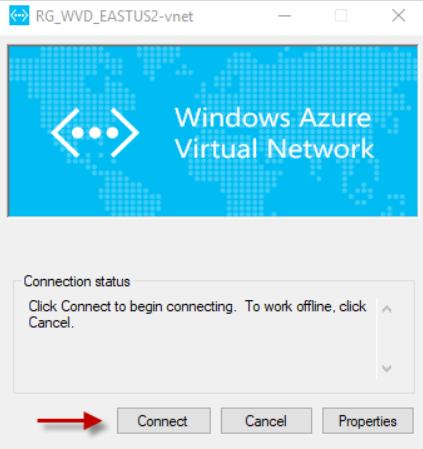 RG_WVD_EASTUS2-vnet
Windows Azure
Virtual Network
Connection status
Click Connect to begin connecting.  To work offline, click
Cancel.
Connect
Cancel
Properties